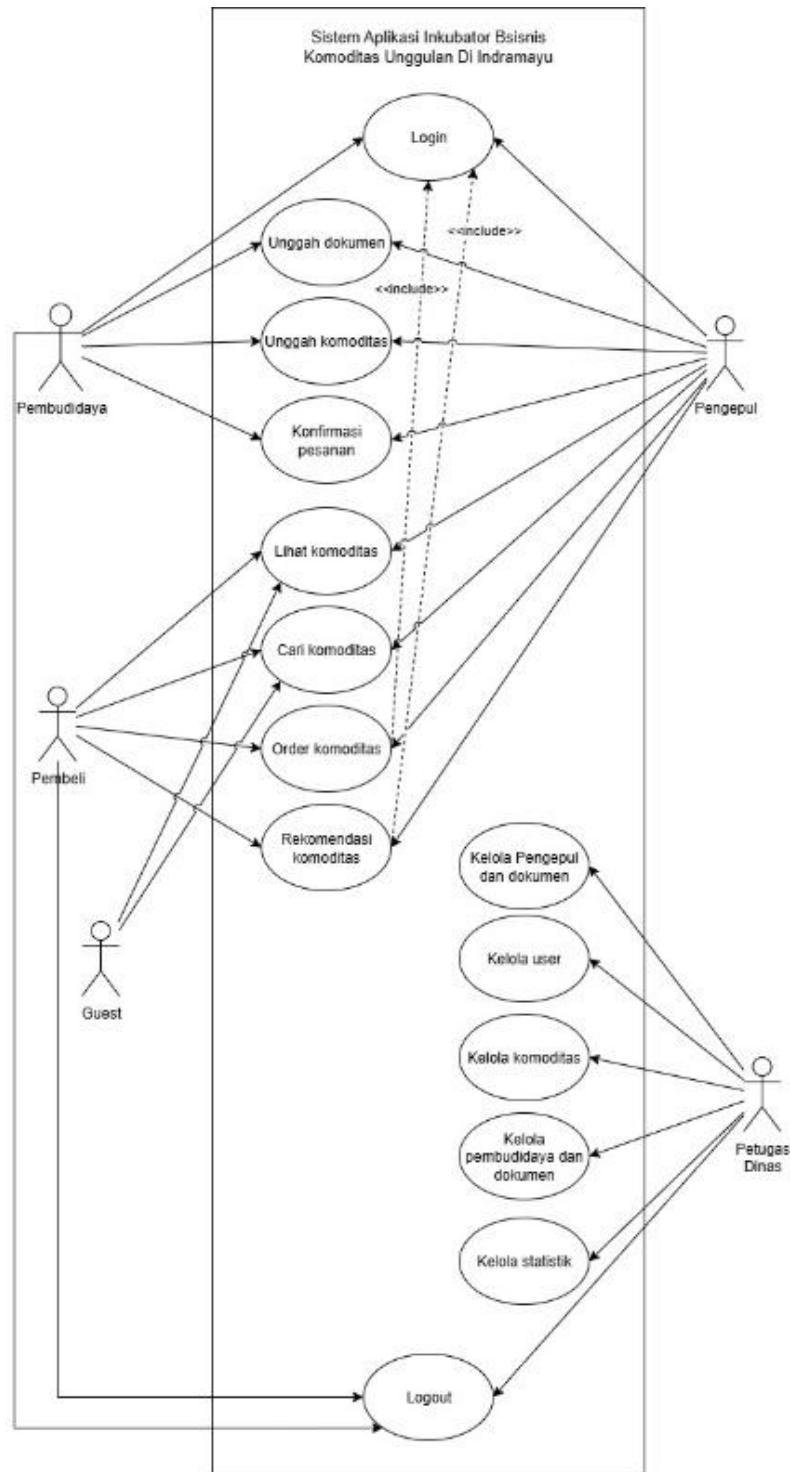 Sistem Aplikasi Inkubator Bsisnis
Komoditas Unggulan Di Indramayu
Login
<<include>>
Unggah dokumen
<<include>>
Unggah komoditas
Pembudidaya
Pengepul
Konfirmasi
pesanan
Lihat komoditas
Cari komoditas
Order komoditas
Pembeli
Rekomendasi
komoditas
Kelola Pengepul
dan dokumen
Kelola user
Guest
Kelola komoditas
Kelola
pembudidaya dan
dokumen
Petugas
Dinas
Kelola statistik
Logout